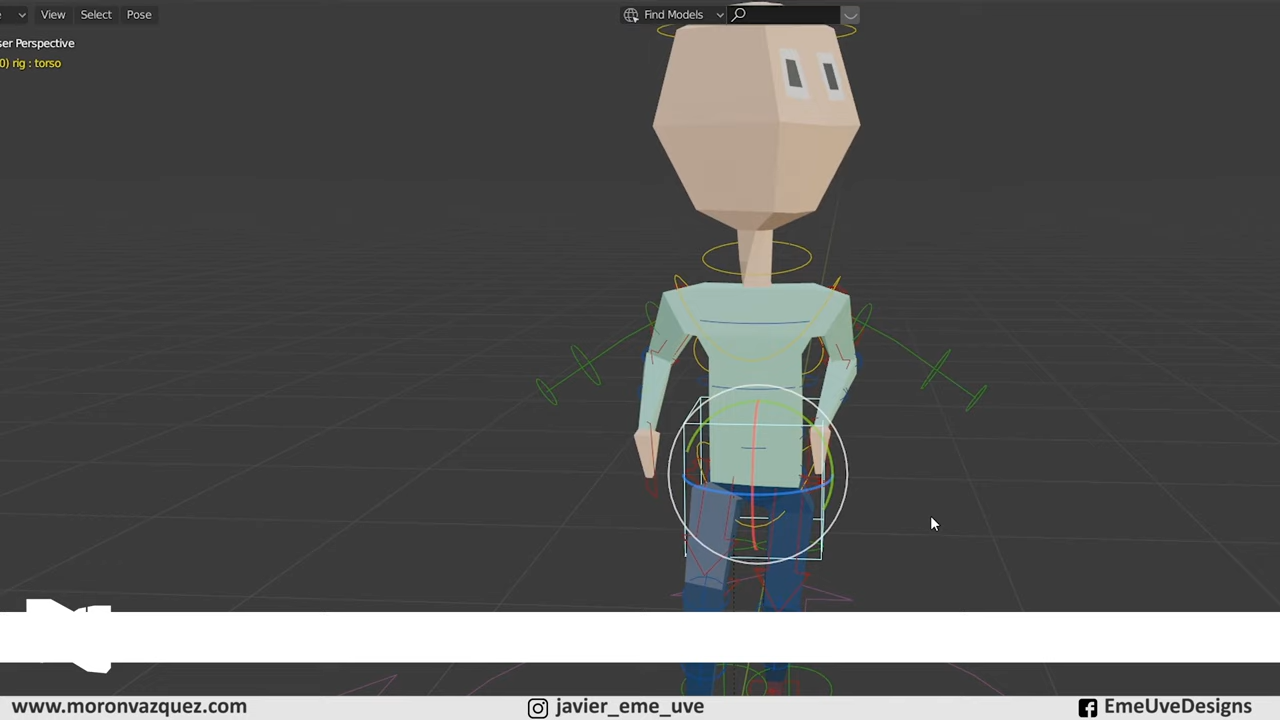 View Select Pose Find Models
ser Perspective
0) rig : torso
www.moronvazquez.com javier_eme_uve EmeUveDesigns